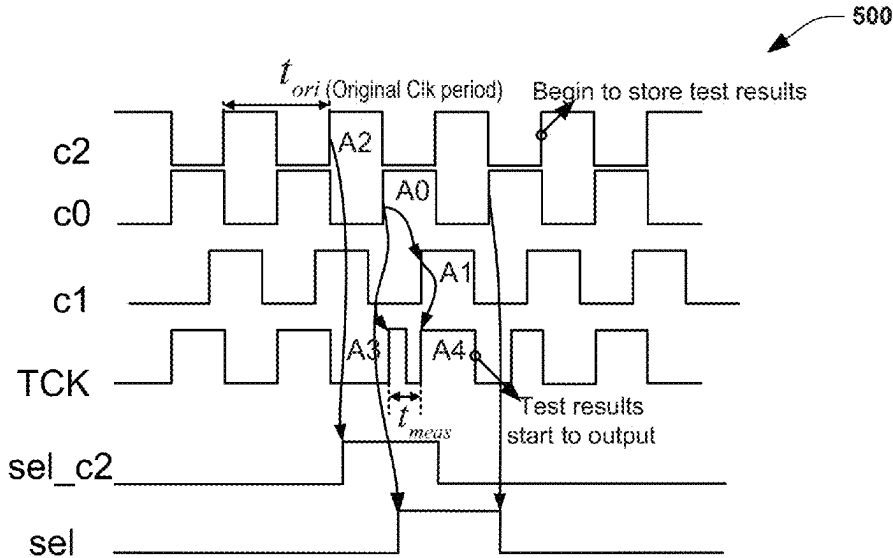 500
t_ori (Original Clk period)
Begin to store test results
c2
A2
c0
A0
c1
A1
TCK
A3
A4
t_meas
Test results
start to output
sel_c2
sel